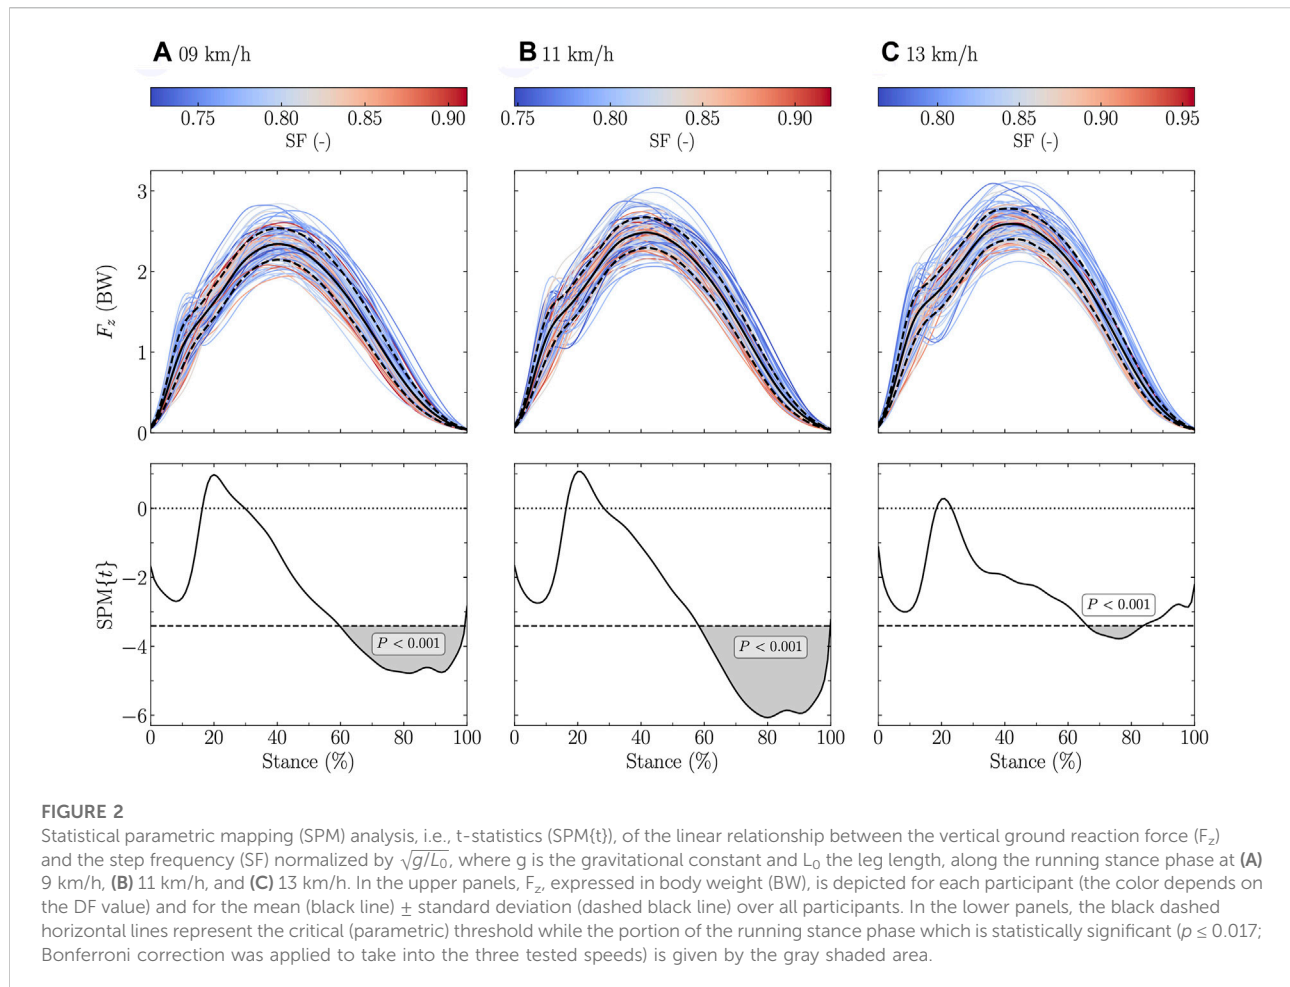 A 09 km/h
B 11 km/h
C 13 km/h
0.75 0.80 0.85 0.90
SF (-)
0.75 0.80 0.85 0.90
SF (-)
0.80 0.85 0.90 0.95
SF (-)
3
2
1
0
F_z (BW)
0
−2
−4
−6
SPM{t}
P < 0.001
P < 0.001
P < 0.001
0 20 40 60 80 100
Stance (%)
0 20 40 60 80 100
Stance (%)
0 20 40 60 80 100
Stance (%)
FIGURE 2
Statistical parametric mapping (SPM) analysis, i.e., t-statistics (SPM{t}), of the linear relationship between the vertical ground reaction force (F_z)
and the step frequency (SF) normalized by √g/L₀, where g is the gravitational constant and L₀ the leg length, along the running stance phase at (A)
9 km/h, (B) 11 km/h, and (C) 13 km/h. In the upper panels, F_z, expressed in body weight (BW), is depicted for each participant (the color depends on
the DF value) and for the mean (black line) ± standard deviation (dashed black line) over all participants. In the lower panels, the black dashed
horizontal lines represent the critical (parametric) threshold while the portion of the running stance phase which is statistically significant (p ≤ 0.017;
Bonferroni correction was applied to take into the three tested speeds) is given by the gray shaded area.